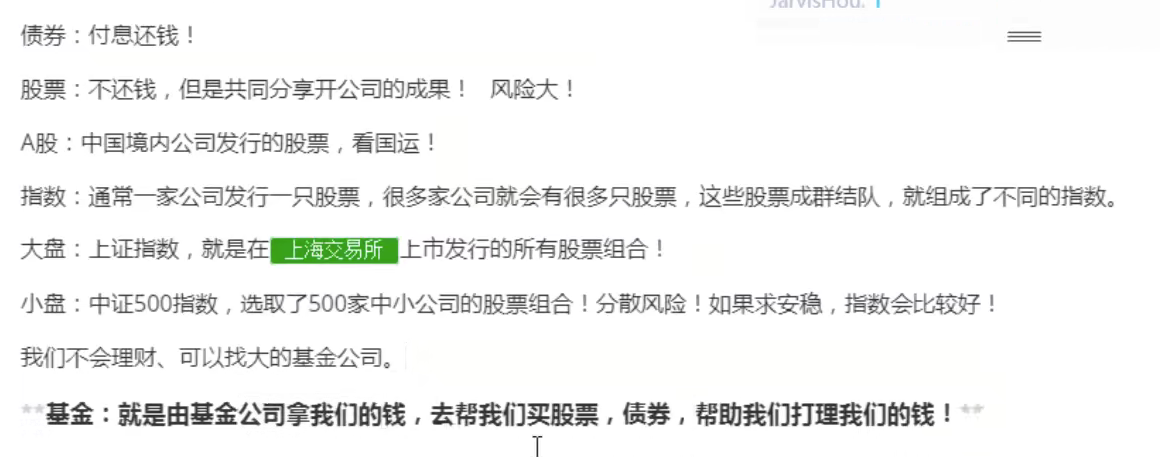 JarvisHou.
债券：付息还钱！
股票：不还钱，但是共同分享开公司的成果！ 风险大！
A股：中国境内公司发行的股票，看国运！
指数：通常一家公司发行一只股票，很多家公司就会有很多只股票，这些股票成群结队，就组成了不同的指数。
大盘：上证指数，就是在 上海交易所 上市发行的所有股票组合！
小盘：中证500指数，选取了500家中小公司的股票组合！分散风险！如果求安稳，指数会比较好！
我们不会理财、可以找大的基金公司。
**基金：就是由基金公司拿我们的钱，去帮我们买股票，债券，帮助我们打理我们的钱！**